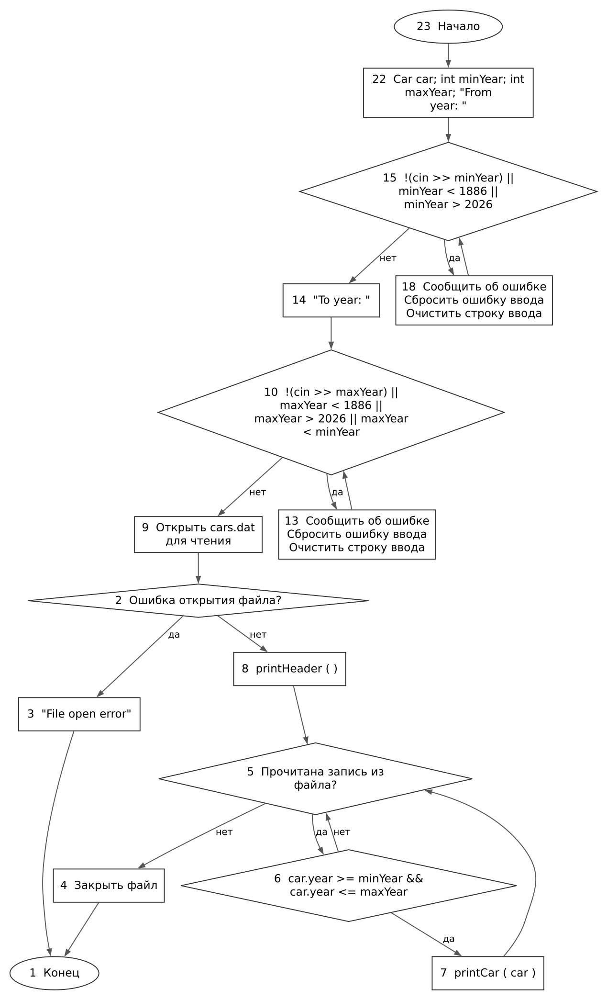 23 Начало
22 Car car; int minYear; int
maxYear; "From
year: "
15 !(cin >> minYear) ||
minYear < 1886 ||
minYear > 2026
нет
да
14 "To year: "
18 Сообщить об ошибке
Сбросить ошибку ввода
Очистить строку ввода
10 !(cin >> maxYear) ||
maxYear < 1886 ||
maxYear > 2026 || maxYear
< minYear
нет
да
9 Открыть cars.dat
для чтения
13 Сообщить об ошибке
Сбросить ошибку ввода
Очистить строку ввода
2 Ошибка открытия файла?
да
нет
8 printHeader ( )
3 "File open error"
5 Прочитана запись из
файла?
нет
да
нет
4 Закрыть файл
6 car.year >= minYear &&
car.year <= maxYear
да
1 Конец
7 printCar ( car )